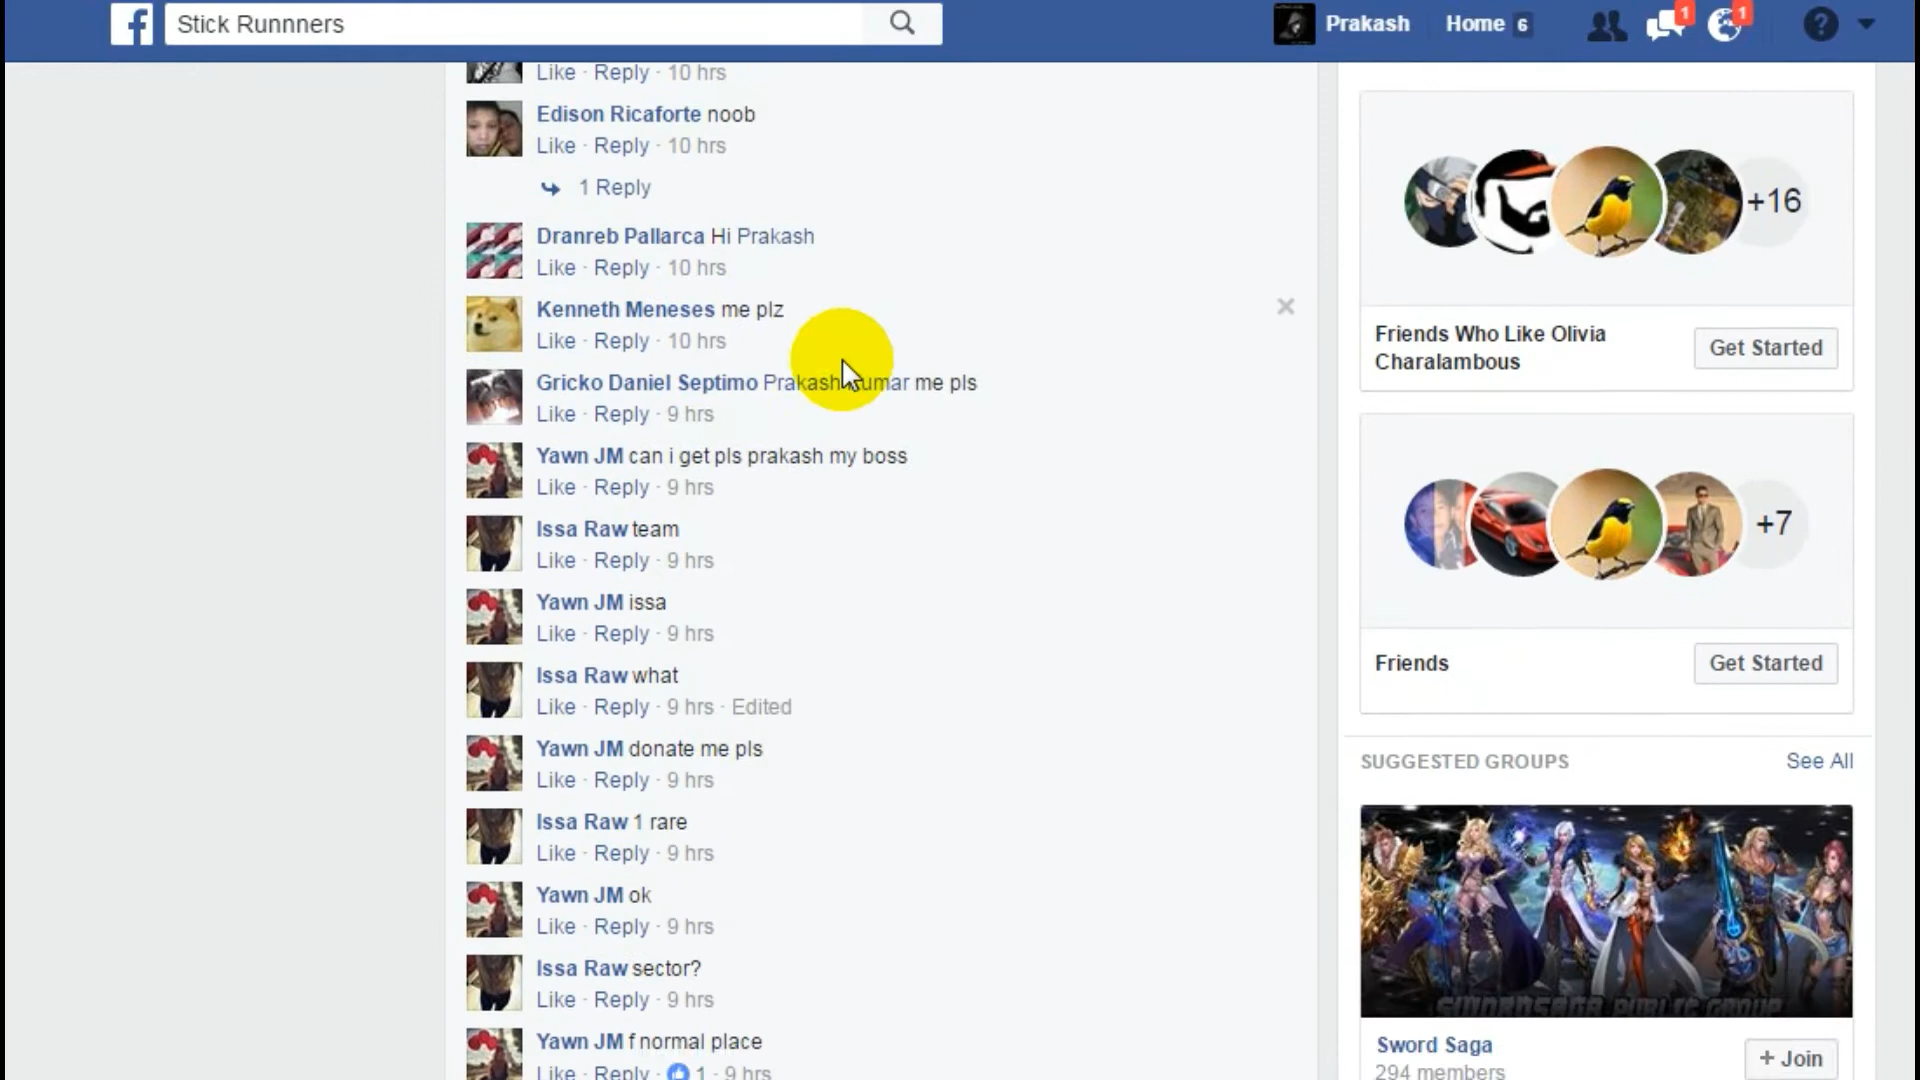 Stick Runnners
Prakash
Home 6
1
1
?
Like · Reply · 10 hrs
Edison Ricaforte noob
Like · Reply · 10 hrs
1 Reply
Dranreb Pallarca Hi Prakash
Like · Reply · 10 hrs
Kenneth Meneses me plz
Like · Reply · 10 hrs
Gricko Daniel Septimo Prakash Kumar me pls
Like · Reply · 9 hrs
Yawn JM can i get pls prakash my boss
Like · Reply · 9 hrs
Issa Raw team
Like · Reply · 9 hrs
Yawn JM issa
Like · Reply · 9 hrs
Issa Raw what
Like · Reply · 9 hrs · Edited
Yawn JM donate me pls
Like · Reply · 9 hrs
Issa Raw 1 rare
Like · Reply · 9 hrs
Yawn JM ok
Like · Reply · 9 hrs
Issa Raw sector?
Like · Reply · 9 hrs
Yawn JM f normal place
Like · Reply · 1 · 9 hrs
+16
Friends Who Like Olivia
Charalambous
Get Started
+7
Friends
Get Started
SUGGESTED GROUPS
See All
SWORDSAGA PUBLIC GROUP
Sword Saga
+ Join
294 members